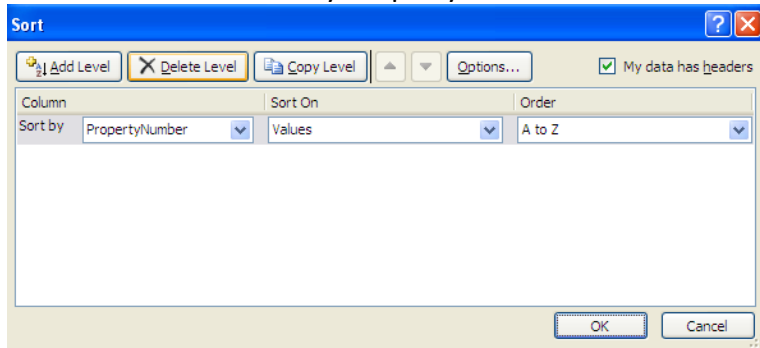 Sort
Add Level Delete Level Copy Level Options... My data has headers
Column Sort On Order
Sort by PropertyNumber Values A to Z
OK Cancel